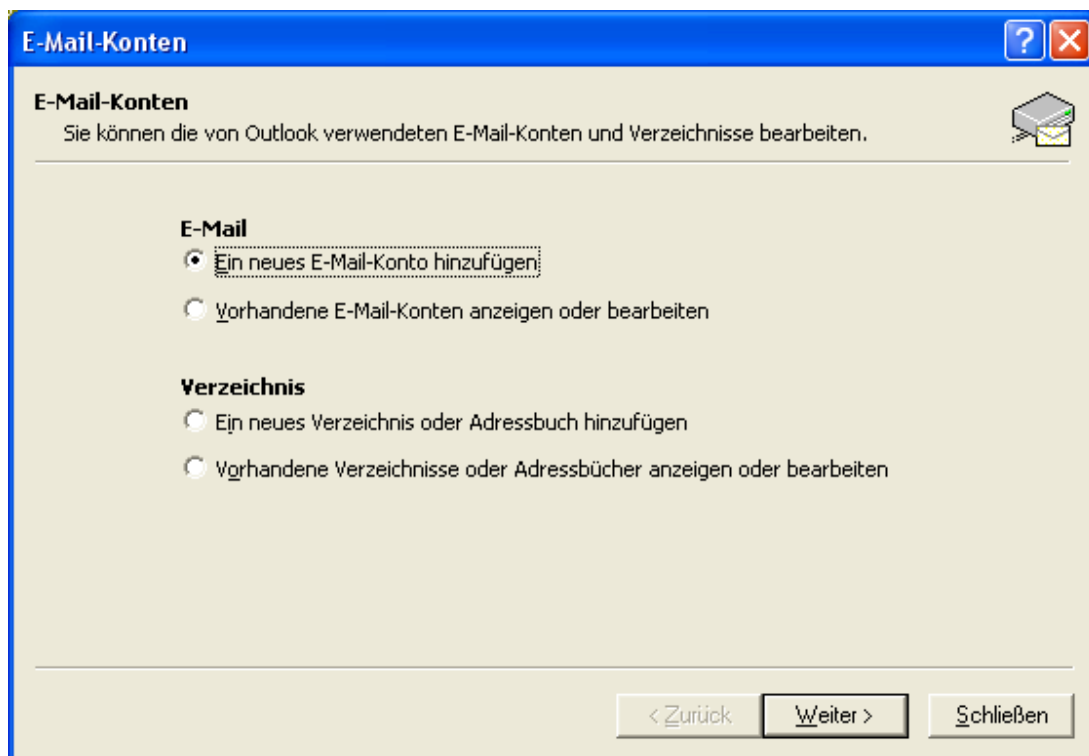 E-Mail-Konten
E-Mail-Konten
Sie können die von Outlook verwendeten E-Mail-Konten und Verzeichnisse bearbeiten.
E-Mail
Ein neues E-Mail-Konto hinzufügen
Vorhandene E-Mail-Konten anzeigen oder bearbeiten
Verzeichnis
Ein neues Verzeichnis oder Adressbuch hinzufügen
Vorhandene Verzeichnisse oder Adressbücher anzeigen oder bearbeiten
< Zurück Weiter > Schließen